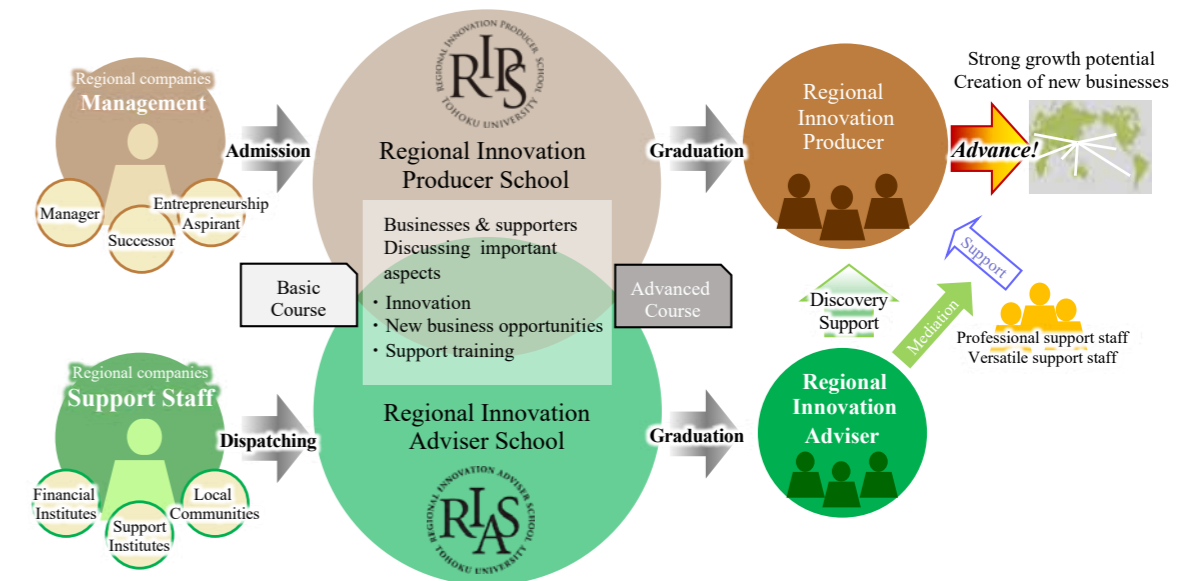 Regional companies
Management
Manager
Successor
Entrepreneurship
Aspirant
Admission
REGIONAL INNOVATION PRODUCER SCHOOL
RIPS
TOHOKU UNIVERSITY
Regional Innovation
Producer School
Graduation
Regional
Innovation
Producer
Advance!
Strong growth potential
Creation of new businesses
Businesses & supporters
Discussing important
aspects
・Innovation
・New business opportunities
・Support training
Basic
Course
Advanced
Course
Discovery
Support
Mediation
Support
Professional support staff
Versatile support staff
Regional companies
Support Staff
Financial
Institutes
Support
Institutes
Local
Communities
Dispatching
Regional Innovation
Adviser School
REGIONAL INNOVATION ADVISER SCHOOL
RIAS
TOHOKU UNIVERSITY
Graduation
Regional
Innovation
Adviser